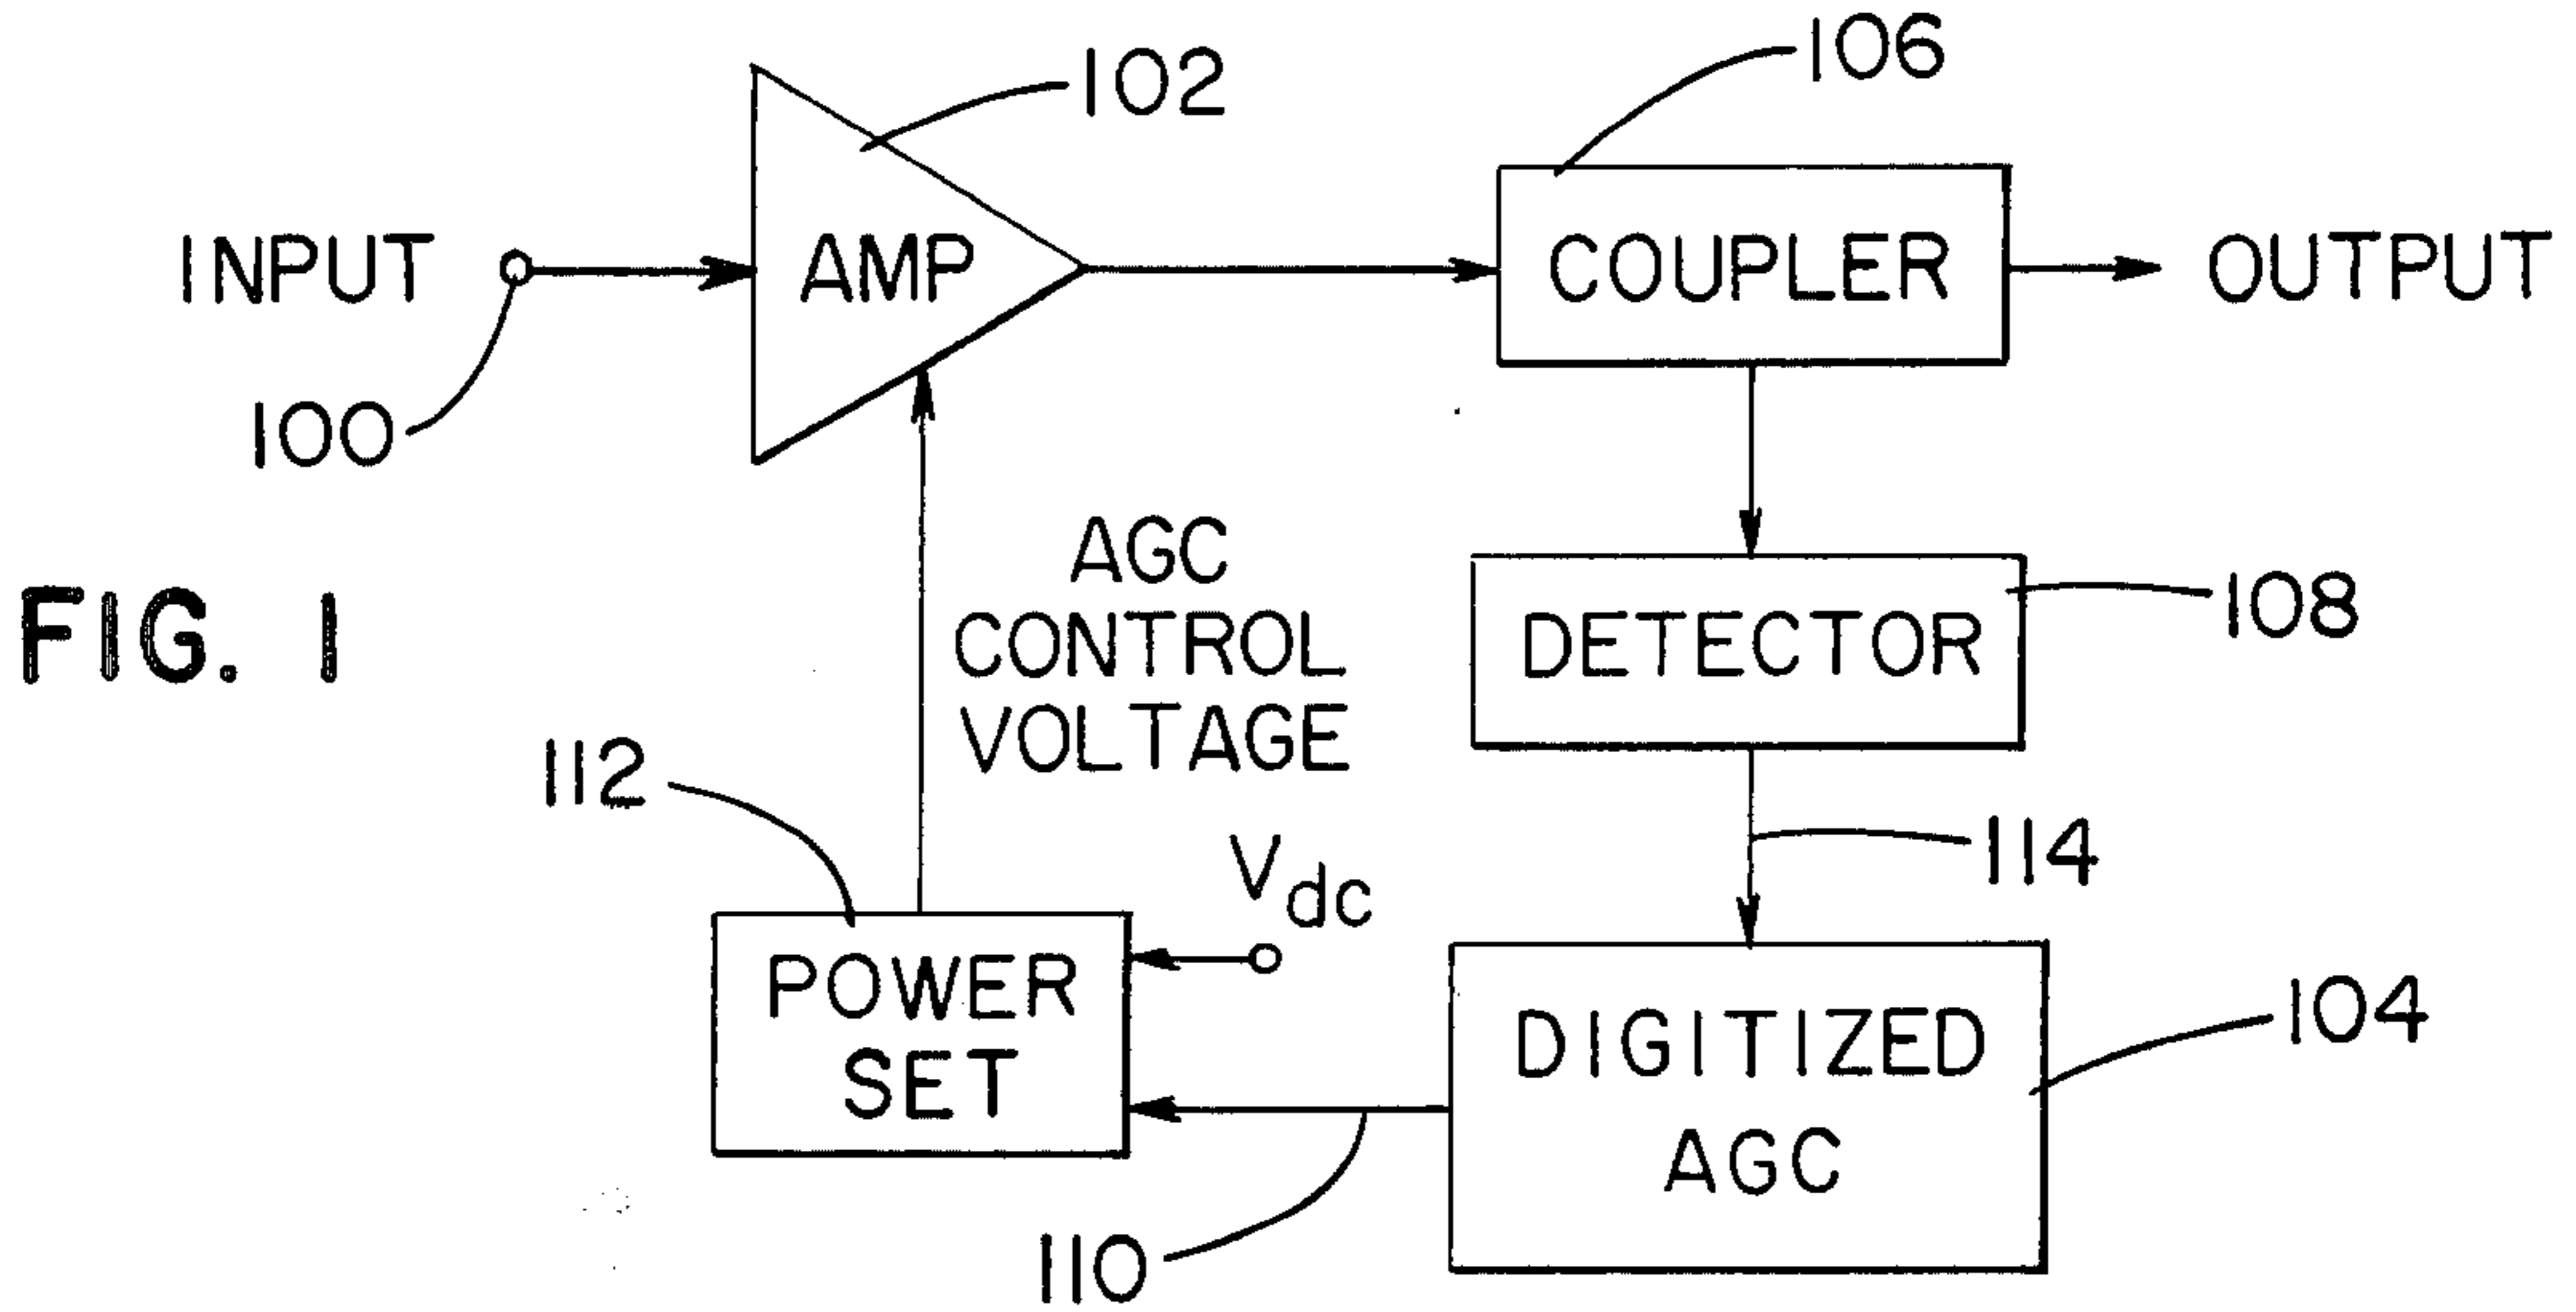 102
106
INPUT
AMP
COUPLER
OUTPUT
100
AGC
CONTROL
VOLTAGE
FIG. 1
DETECTOR
108
112
Vdc
114
POWER
SET
DIGITIZED
AGC
104
110